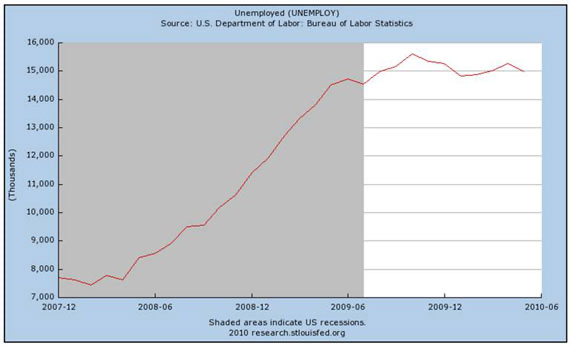 Unemployed (UNEMPLOY)
Source: U.S. Department of Labor: Bureau of Labor Statistics
16,000
15,000
14,000
13,000
12,000
11,000
10,000
9,000
8,000
7,000
(Thousands)
2007-12 2008-06 2008-12 2009-06 2009-12 2010-06
Shaded areas indicate US recessions.
2010 research.stlouisfed.org